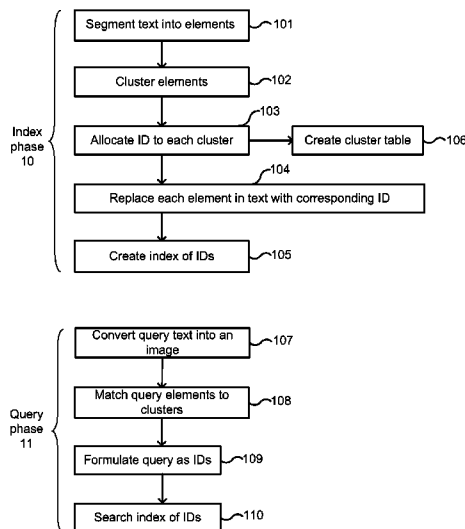 Segment text into elements
101
Cluster elements
102
103
Allocate ID to each cluster
Create cluster table
106
104
Replace each element in text with corresponding ID
Create index of IDs
105
Index
phase
10
Convert query text into an
image
107
Match query elements to
clusters
108
Formulate query as IDs
109
Search index of IDs
110
Query
phase
11